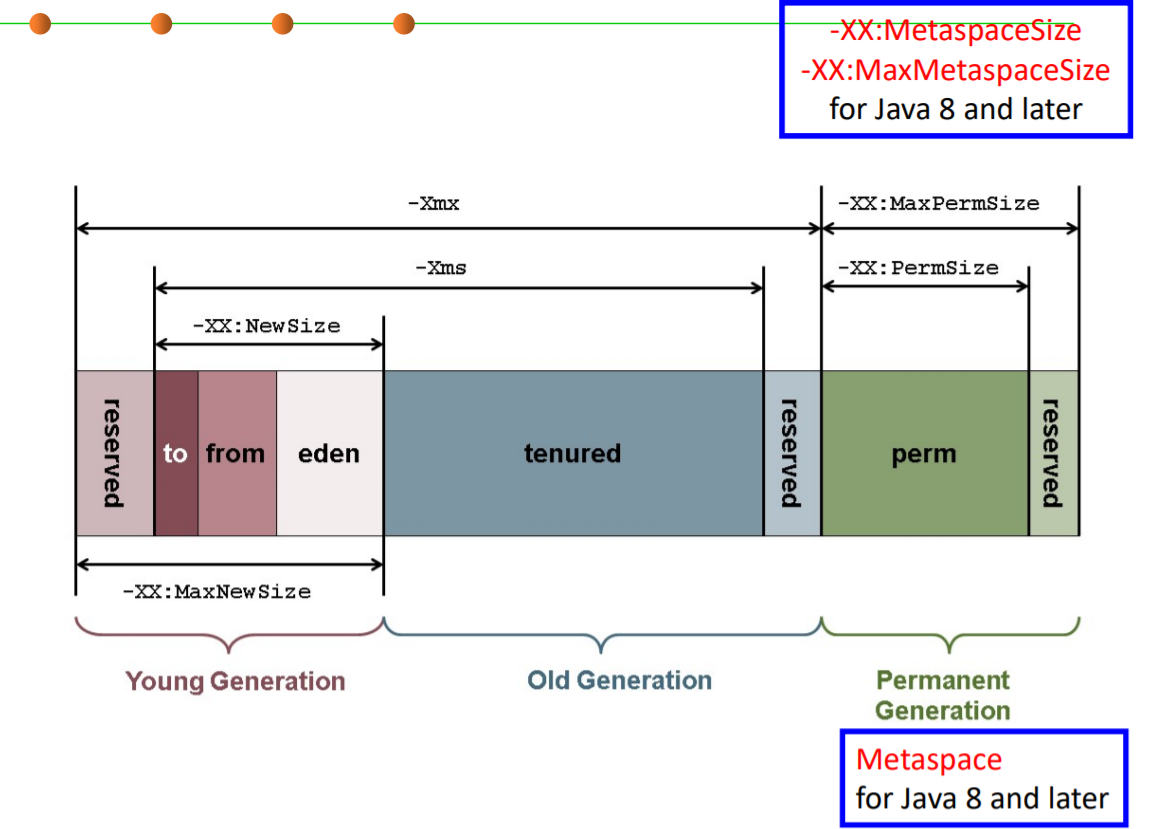 -XX:MetaspaceSize
-XX:MaxMetaspaceSize
for Java 8 and later
-Xmx
-XX:MaxPermSize
-Xms
-XX:PermSize
-XX:NewSize
reserved
to
from
eden
tenured
reserved
perm
reserved
-XX:MaxNewSize
Young Generation
Old Generation
Permanent
Generation
Metaspace
for Java 8 and later